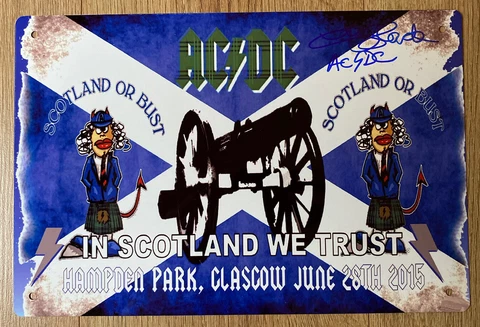 AC/DC
AC/DC
SCOTLAND OR BUST
SCOTLAND OR BUST
IN SCOTLAND WE TRUST
HAMPDEN PARK, GLASGOW JUNE 28TH 2015